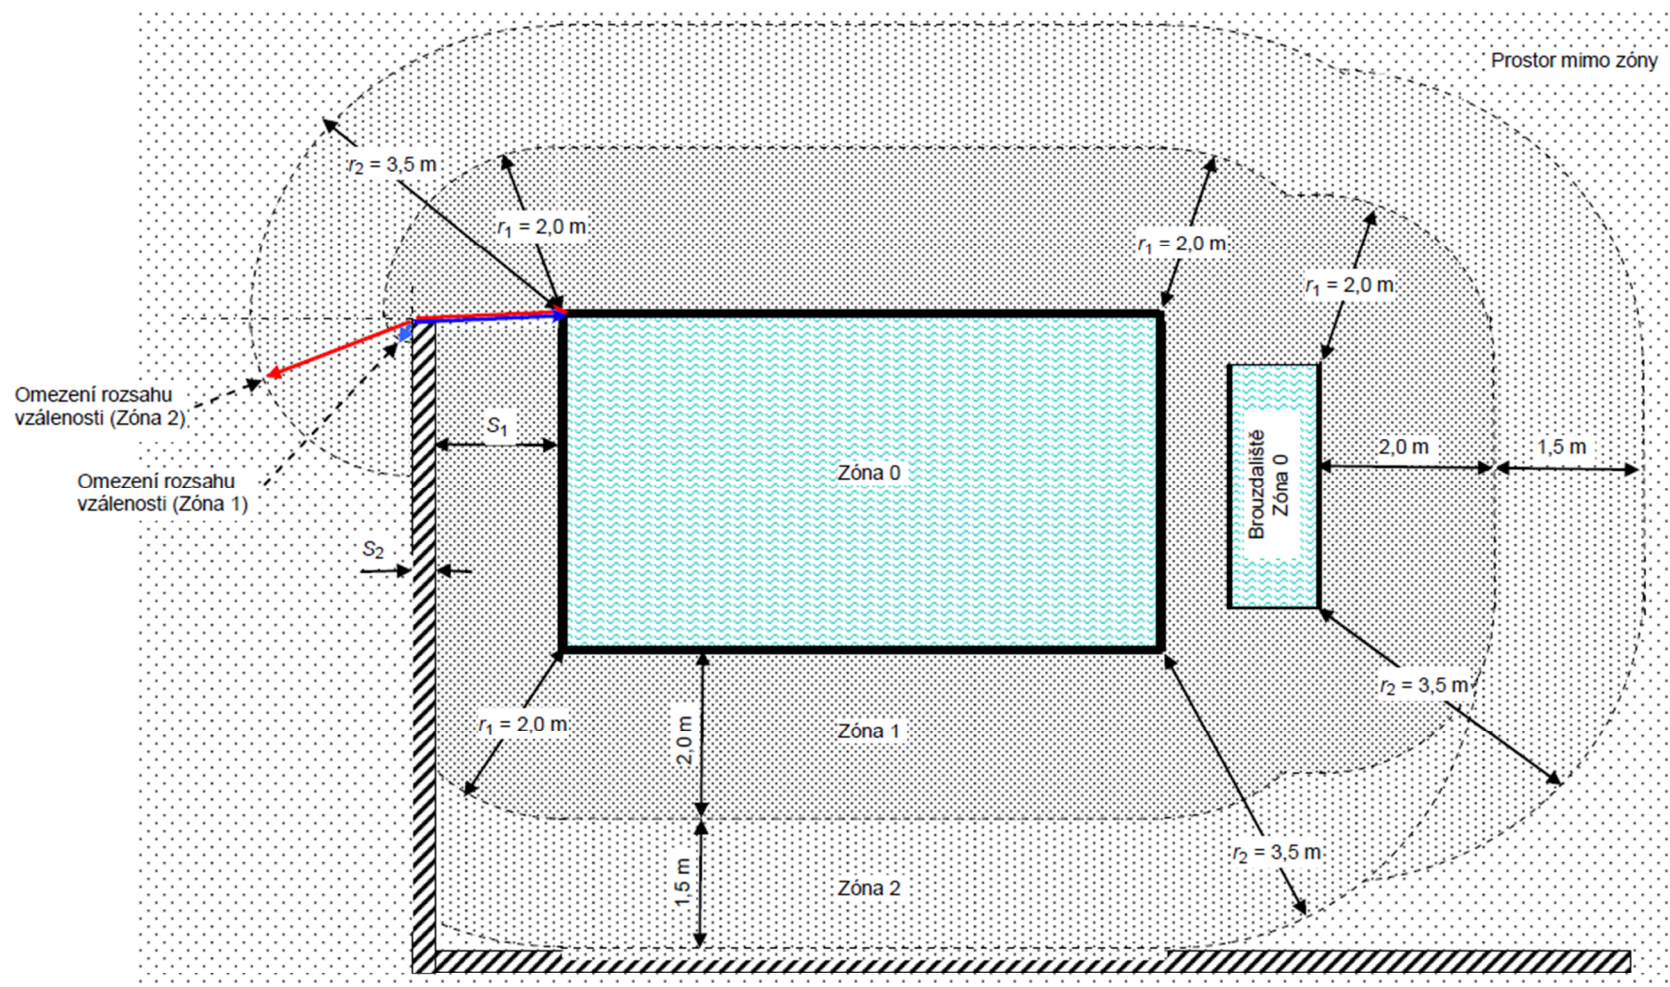 Prostor mimo zóny
r2 = 3,5 m
r1 = 2,0 m
r1 = 2,0 m
r1 = 2,0 m
Omezení rozsahu
vzálenosti (Zóna 2)
S1
Zóna 0
Brouzdaliště
Zóna 0
2,0 m
1,5 m
Omezení rozsahu
vzálenosti (Zóna 1)
S2
r1 = 2,0 m
2,0 m
Zóna 1
r2 = 3,5 m
1,5 m
Zóna 2
r2 = 3,5 m